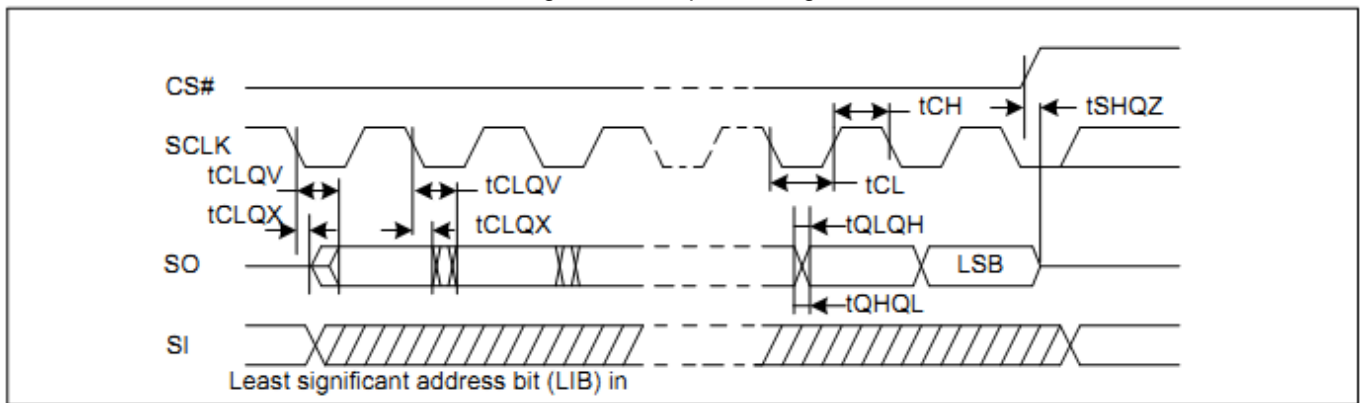 CS#
tCH
tSHQZ
SCLK
tCLQV
tCLQV
tCL
tCLQX
tCLQX
tQLQH
SO
LSB
tQHQL
SI
Least significant address bit (LIB) in